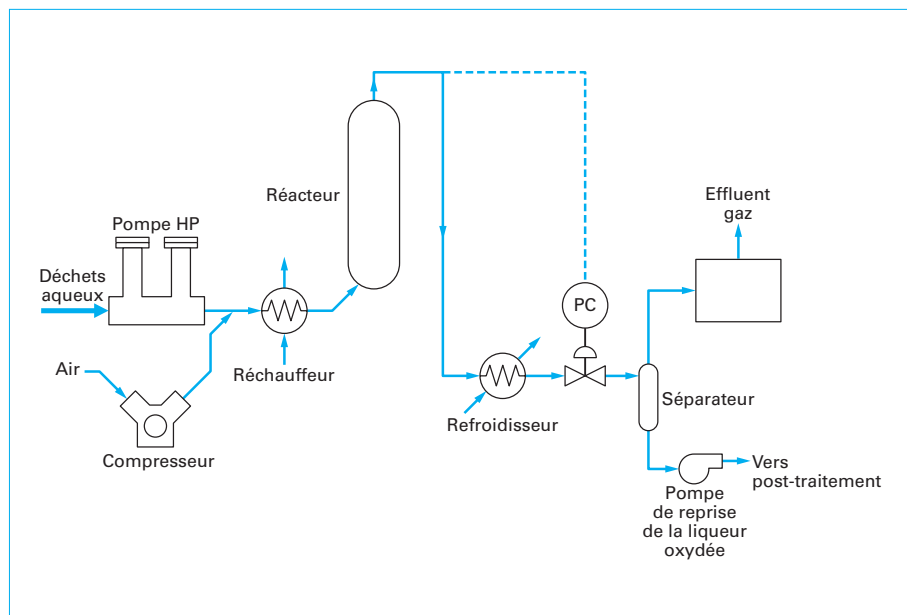 Pompe HP
Déchets
aqueux
Air
Compresseur
Réchauffeur
Réacteur
Refroidisseur
PC
Effluent
gaz
Séparateur
Pompe
de reprise
de la liqueur
oxydée
Vers
post-traitement